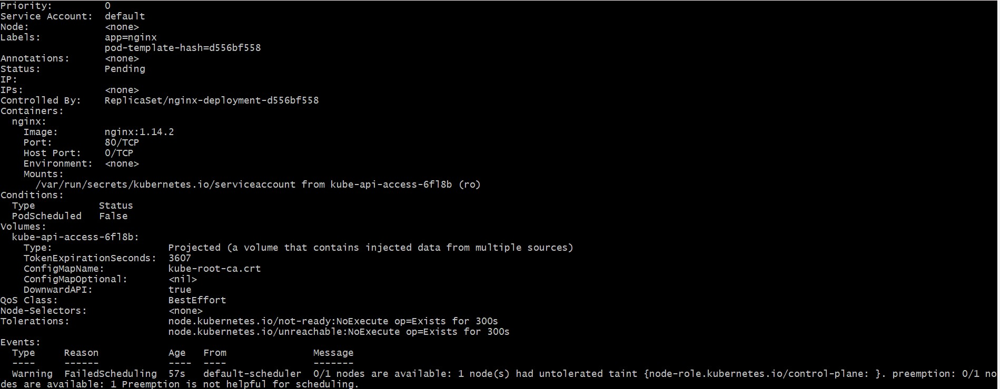 Priority:         0
Service Account:  default
Node:             <none>
Labels:           app=nginx
                  pod-template-hash=d556bf558
Annotations:      <none>
Status:           Pending
IP:
IPs:              <none>
Controlled By:    ReplicaSet/nginx-deployment-d556bf558
Containers:
  nginx:
    Image:        nginx:1.14.2
    Port:         80/TCP
    Host Port:    0/TCP
    Environment:  <none>
    Mounts:
      /var/run/secrets/kubernetes.io/serviceaccount from kube-api-access-6fl8b (ro)
Conditions:
  Type           Status
  PodScheduled   False
Volumes:
  kube-api-access-6fl8b:
    Type:                    Projected (a volume that contains injected data from multiple sources)
    TokenExpirationSeconds:  3607
    ConfigMapName:           kube-root-ca.crt
    ConfigMapOptional:       <nil>
    DownwardAPI:             true
QoS Class:                   BestEffort
Node-Selectors:              <none>
Tolerations:                 node.kubernetes.io/not-ready:NoExecute op=Exists for 300s
                             node.kubernetes.io/unreachable:NoExecute op=Exists for 300s
Events:
  Type     Reason            Age   From               Message
  ----     ------            ----  ----               -------
  Warning  FailedScheduling  57s   default-scheduler  0/1 nodes are available: 1 node(s) had untolerated taint {node-role.kubernetes.io/control-plane: }. preemption: 0/1 no
des are available: 1 Preemption is not helpful for scheduling.